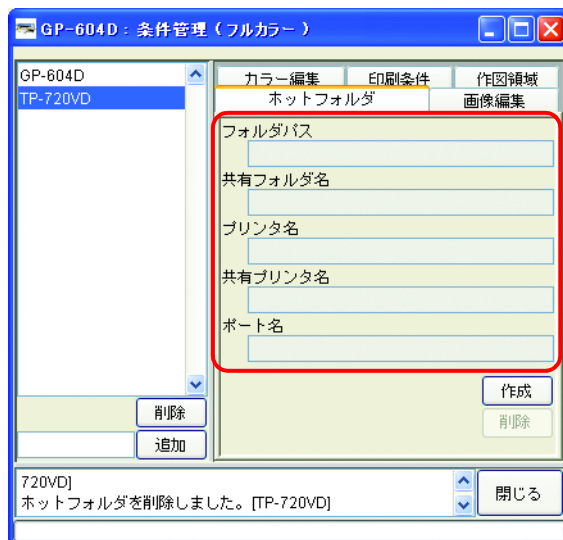 GP-604D：条件管理（フルカラー）
GP-604D
TP-720VD
削除
追加
カラー編集
印刷条件
作図領域
ホットフォルダ
画像編集
フォルダパス
共有フォルダ名
プリンタ名
共有プリンタ名
ポート名
作成
削除
720VD]
ホットフォルダを削除しました。[TP-720VD]
閉じる